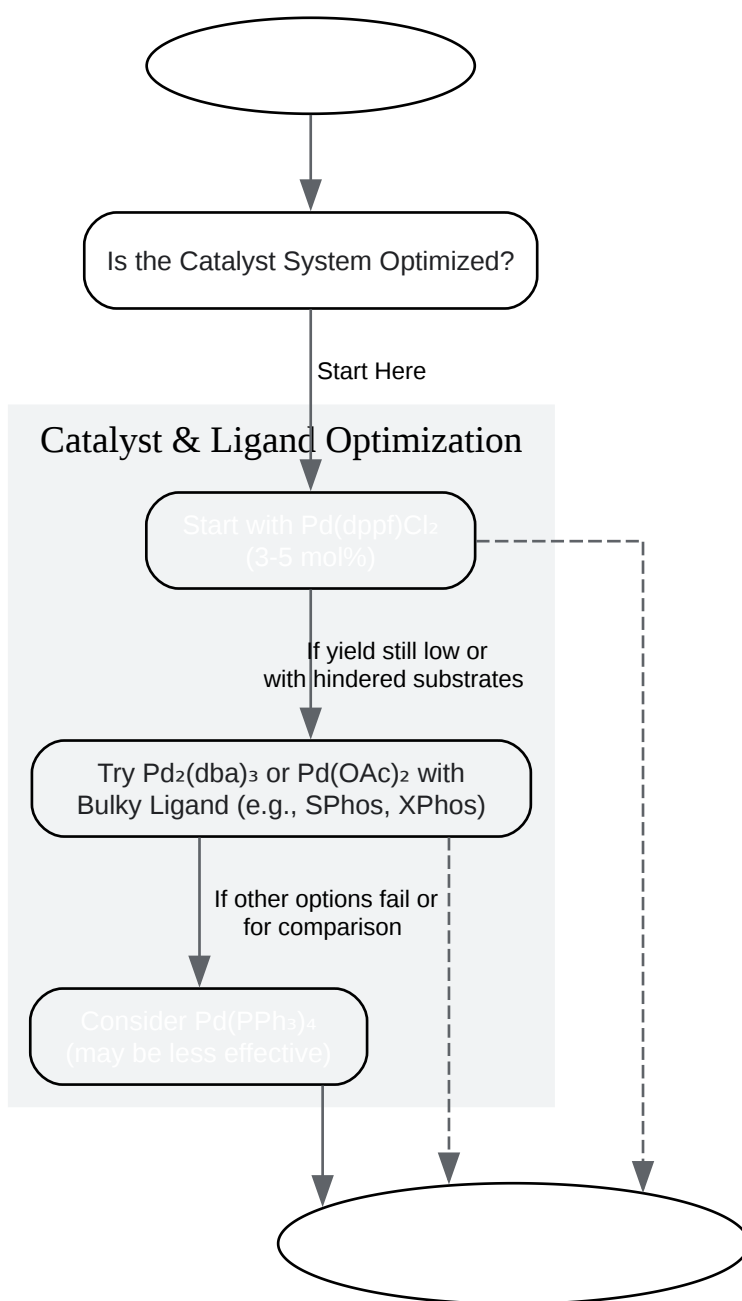 Is the Catalyst System Optimized?
Start Here
Catalyst & Ligand Optimization
Start with Pd(dppf)Cl₂
(3-5 mol%)
If yield still low or
with hindered substrates
Try Pd₂(dba)₃ or Pd(OAc)₂ with
Bulky Ligand (e.g., SPhos, XPhos)
If other options fail or
for comparison
Consider Pd(PPh₃)₄
(may be less effective)